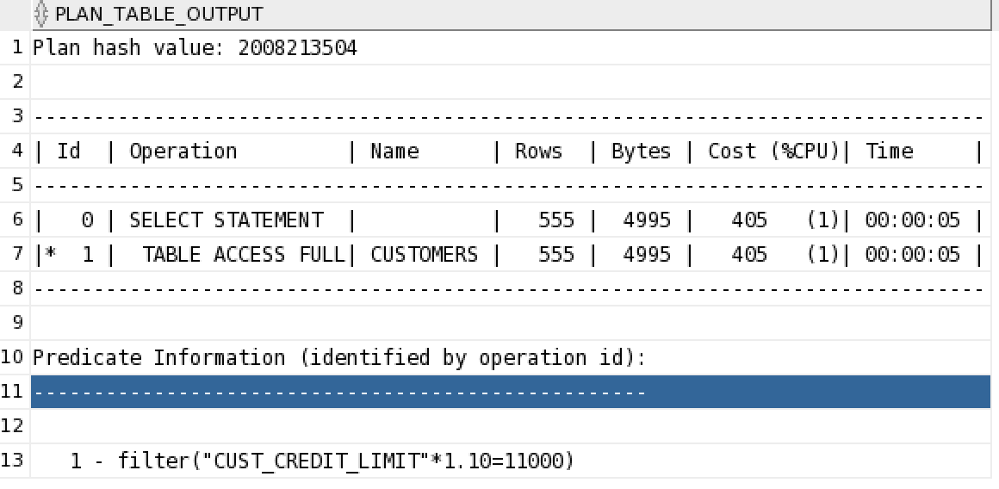 PLAN_TABLE_OUTPUT
1 Plan hash value: 2008213504
2
3 -------------------------------------------------------------------------------
4 | Id  | Operation         | Name      | Rows  | Bytes | Cost (%CPU)| Time     |
5 -------------------------------------------------------------------------------
6 |   0 | SELECT STATEMENT  |           |   555 |  4995 |   405   (1)| 00:00:05 |
7 |*  1 |  TABLE ACCESS FULL| CUSTOMERS |   555 |  4995 |   405   (1)| 00:00:05 |
8 -------------------------------------------------------------------------------
9
10 Predicate Information (identified by operation id):
11 ---------------------------------------------------
12
13    1 - filter("CUST_CREDIT_LIMIT"*1.10=11000)